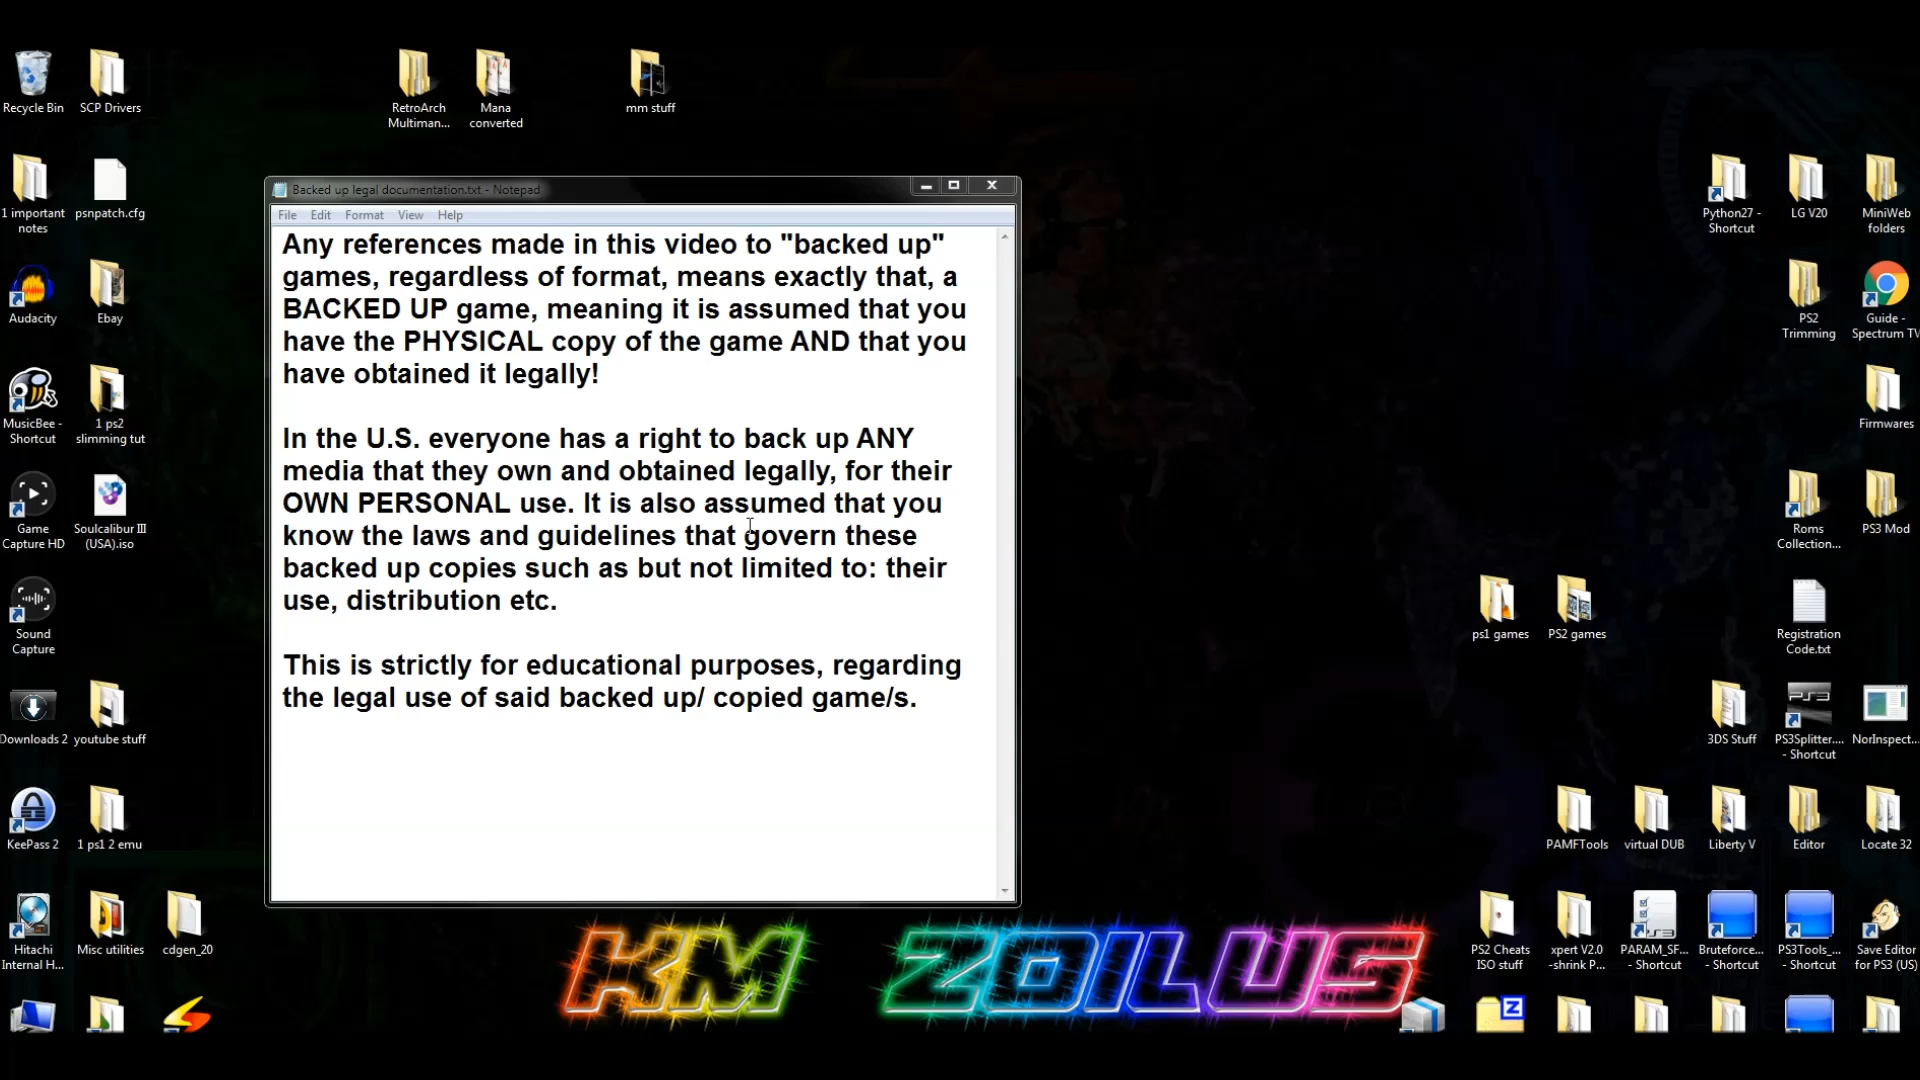 Recycle Bin
SCP Drivers
RetroArch
Multiman...
Mana
converted
mm stuff
1 important
notes
psnpatch.cfg
Audacity
Ebay
MusicBee -
Shortcut
1 ps2
slimming tut
Game
Capture HD
Soulcalibur III
(USA).iso
Sound
Capture
Downloads 2
youtube stuff
KeePass 2
1 ps1 2 emu
Hitachi
Internal H...
Misc utilities
cdgen_20
Backed up legal documentation.txt - Notepad
File Edit Format View Help
Any references made in this video to "backed up"
games, regardless of format, means exactly that, a
BACKED UP game, meaning it is assumed that you
have the PHYSICAL copy of the game AND that you
have obtained it legally!
In the U.S. everyone has a right to back up ANY
media that they own and obtained legally, for their
OWN PERSONAL use. It is also assumed that you
know the laws and guidelines that govern these
backed up copies such as but not limited to: their
use, distribution etc.
This is strictly for educational purposes, regarding
the legal use of said backed up/ copied game/s.
KM ZOILUS
Python27 -
Shortcut
LG V20
MiniWeb
folders
PS2
Trimming
Guide -
Spectrum TV
Firmwares
Roms
Collection...
PS3 Mod
ps1 games
PS2 games
Registration
Code.txt
3DS Stuff
PS3
PS3Splitter....
- Shortcut
NorInspect...
PAMFTools
virtual DUB
Liberty V
Editor
Locate 32
PS2 Cheats
ISO stuff
xpert V2.0
-shrink P...
PARAM_SF...
- Shortcut
Bruteforce...
- Shortcut
PS3Tools_...
- Shortcut
Save Editor
for PS3 (US)
Z